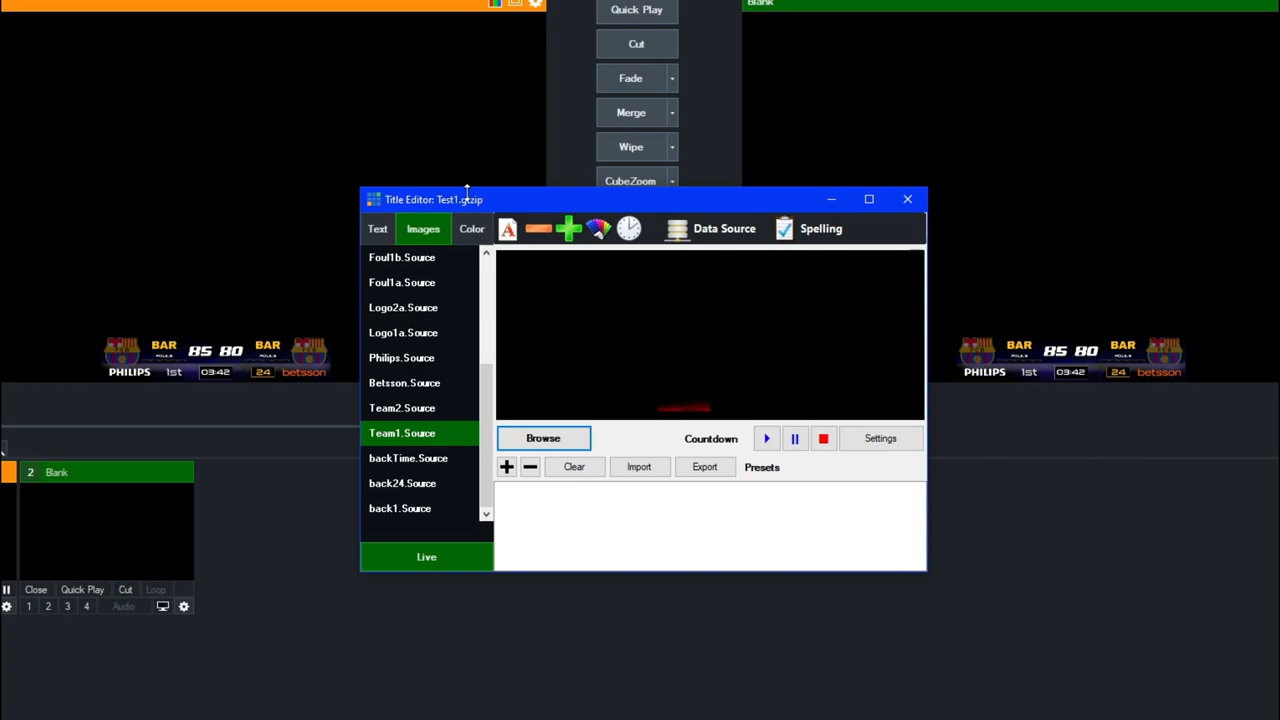 Blank
Quick Play
Cut
Fade
Merge
Wipe
CubeZoom
Title Editor: Test1.gtzip
Text Images Color Data Source Spelling
Foul1b.Source
Foul1a.Source
Logo2a.Source
Logo1a.Source
Philips.Source
Betsson.Source
Team2.Source
Team1.Source
backTime.Source
back24.Source
back1.Source
Live
Browse Countdown Settings
Clear Import Export Presets
BAR 85 80 BAR
PHILIPS 1st 03:42 24 betsson
BAR 85 80 BAR
PHILIPS 1st 03:42 24 betsson
2 Blank
Close Quick Play Cut Loop
1 2 3 4 Audio